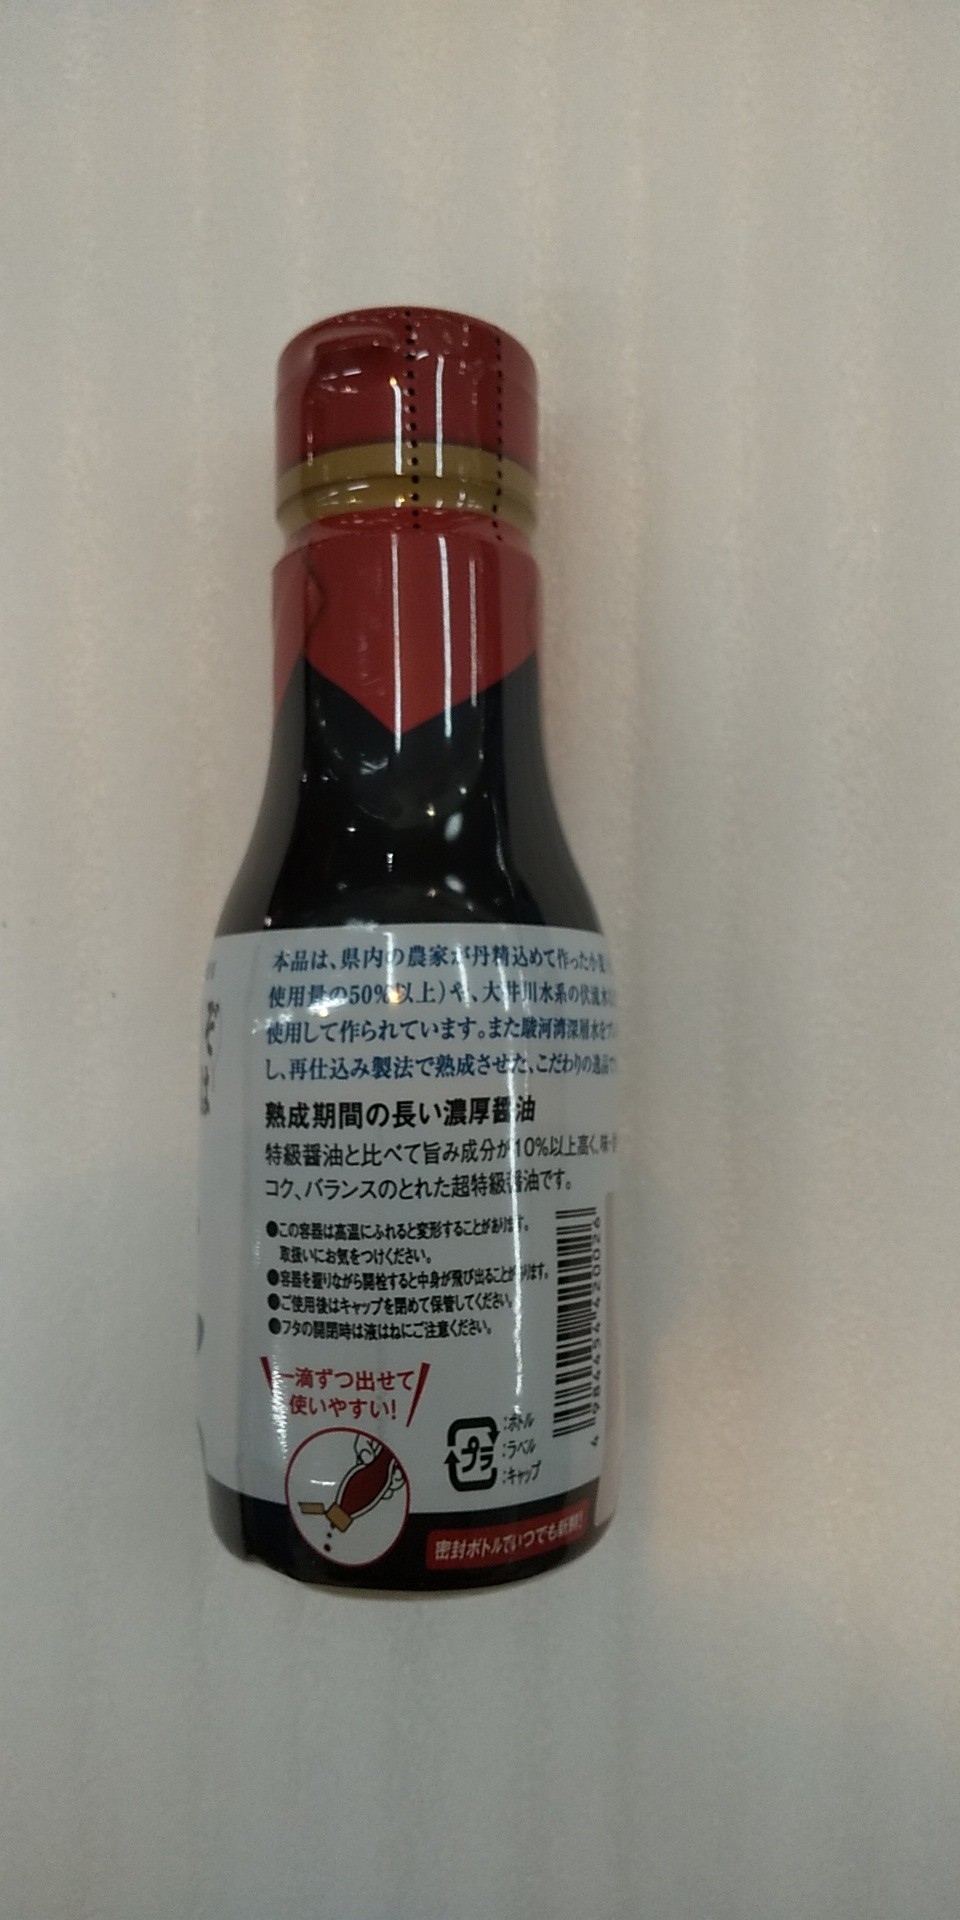 本品は、県内の農家が丹精込めて作った小麦
使用量の50%以上)や、大井川水系の伏流水
使用して作られています。また駿河湾深層水を
し、再仕込み製法で熟成させた、こだわりの逸品で
熟成期間の長い濃厚醤油
特級醤油と比べて旨み成分が10%以上高く、味・
コク、バランスのとれた超特級醤油です。
●この容器は高温にふれると変形することがあります。
取扱いにお気をつけください。
●容器を握りながら開栓すると中身が飛び出ることがあります。
●ご使用後はキャップを閉めて保管してください。
●フタの開閉時は液はねにご注意ください。
一滴ずつ出せて
使いやすい!
プラ
:ボトル
:ラベル
:キャップ
4 984454420026
密封ボトルでいつでも新鮮!